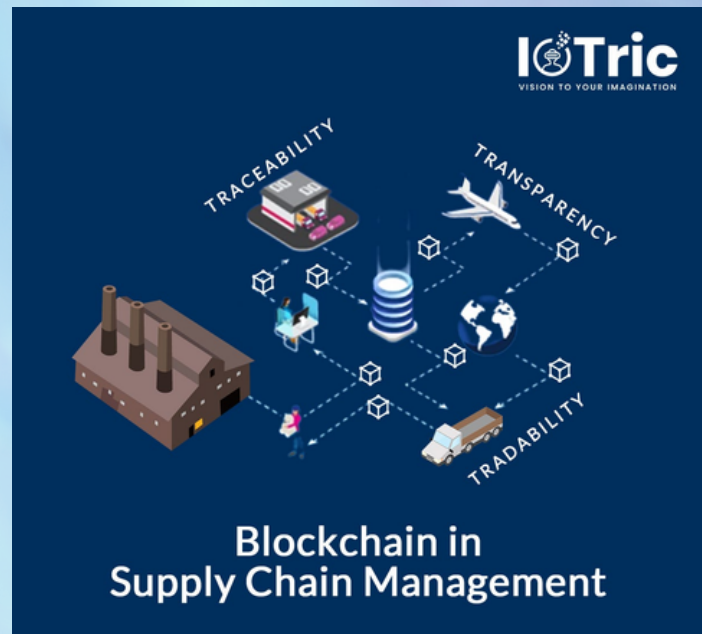 IOTric
VISION TO YOUR IMAGINATION
TRACEABILITY
TRANSPARENCY
TRADABILITY
Blockchain in
Supply Chain Management